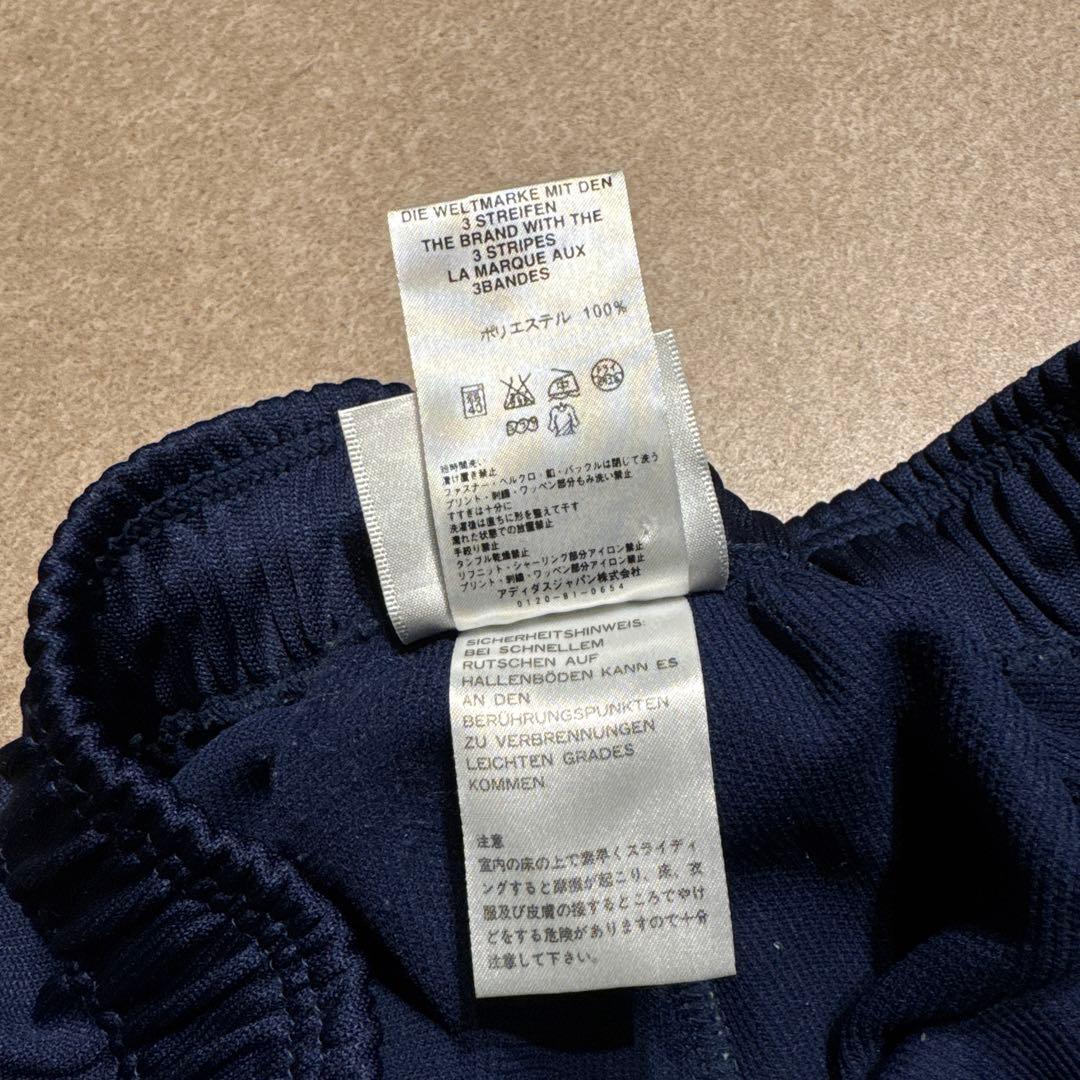 DIE WELTMARKE MIT DEN
3 STREIFEN
THE BRAND WITH THE
3 STRIPES
LA MARQUE AUX
3BANDES
ポリエステル 100%
中
短時間洗い
漬け置き禁止
ファスナー・ベルクロ・釦・バックルは閉じて洗う
プリント・刺繍・ワッペン部分もみ洗い禁止
すすぎは十分に
洗濯後は直ちに形を整えて干す
濡れた状態での放置禁止
手絞り禁止
タンブル乾燥禁止
リブニット・シャーリング部分アイロン禁止
プリント・刺繍・ワッペン部分アイロン禁止
アディダスジャパン株式会社
0120-81-0654
SICHERHEITSHINWEIS:
BEI SCHNELLEM
RUTSCHEN AUF
HALLENBÖDEN KANN ES
AN DEN
BERÜHRUNGSPUNKTEN
ZU VERBRENNUNGEN
LEICHTEN GRADES
KOMMEN
注意
室内の床の上で素早くスライディ
ングすると摩擦が起こり、床、衣
服及び皮膚の接するところでやけ
どをする危険がありますので十分
注意して下さい。